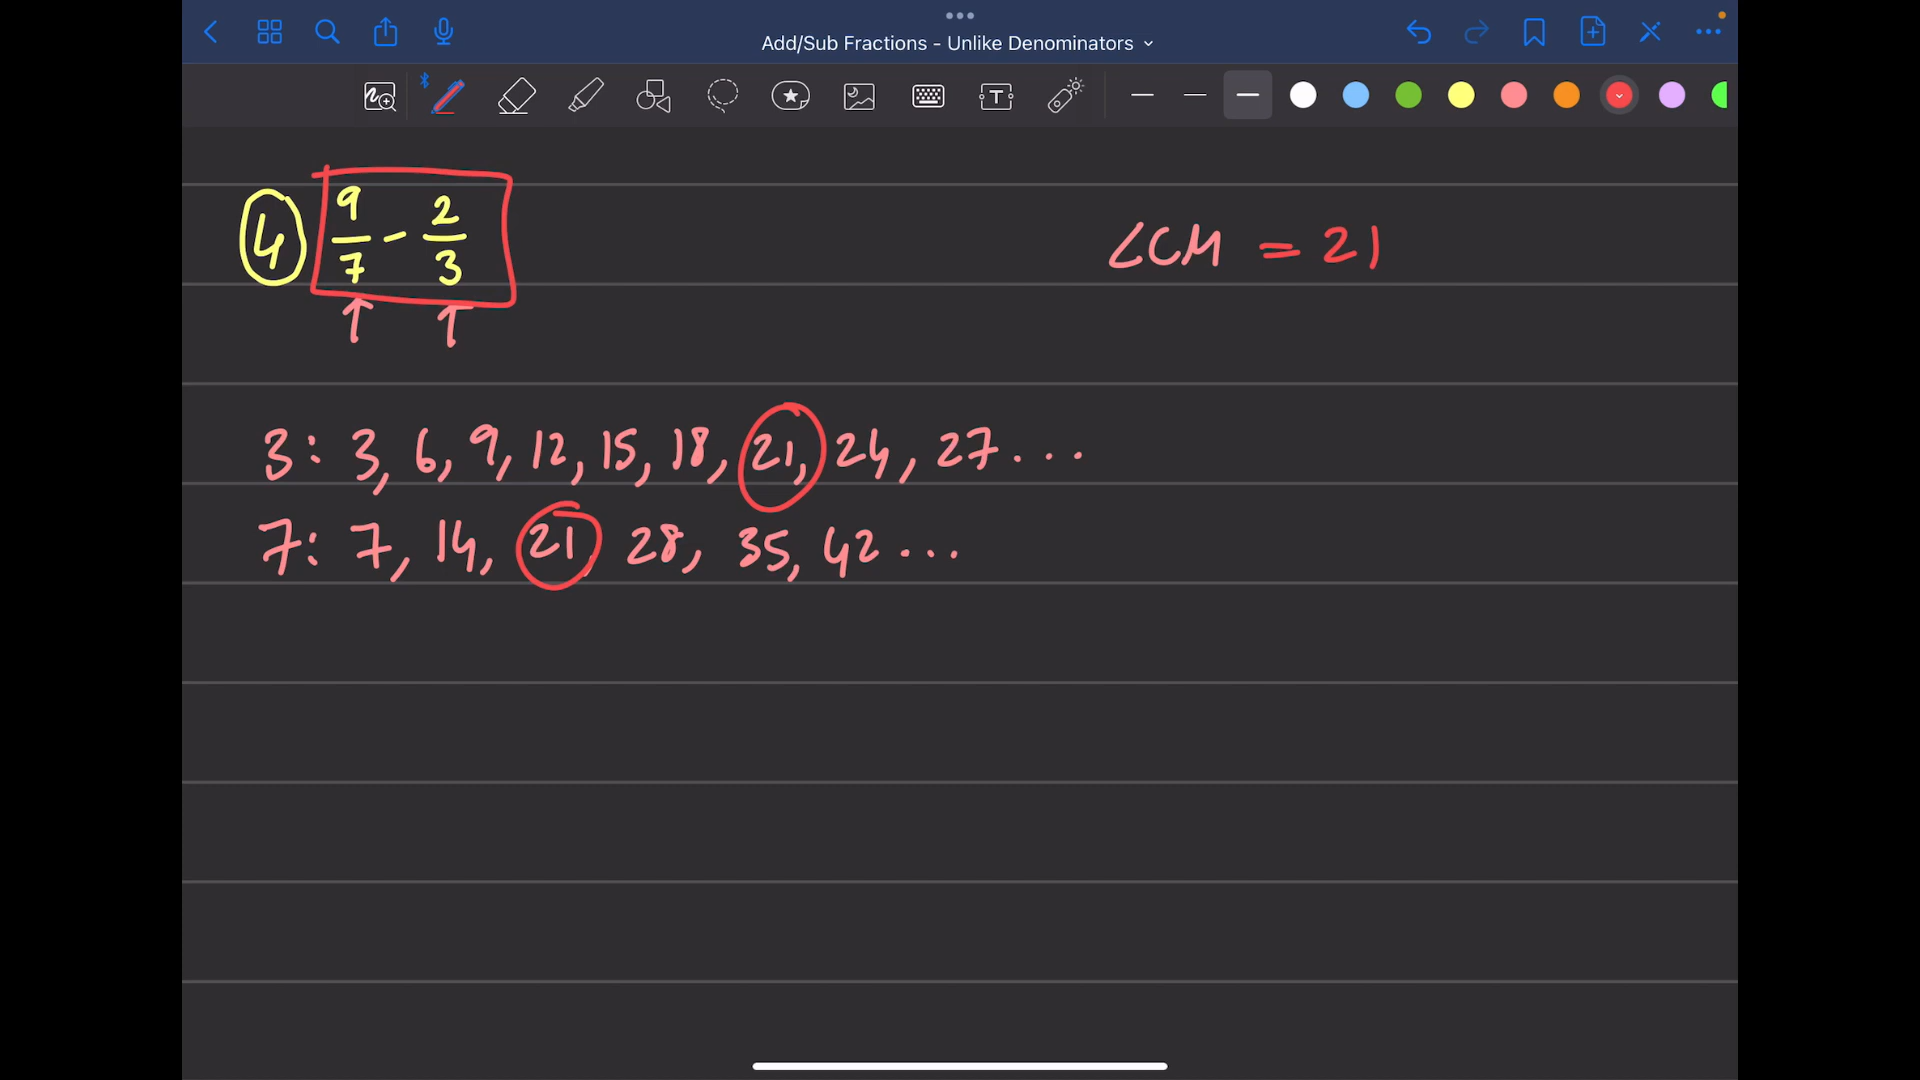 Add/Sub Fractions - Unlike Denominators
T
4 9/7 - 2/3
LCM = 21
3: 3, 6, 9, 12, 15, 18, 21, 24, 27...
7: 7, 14, 21, 28, 35, 42...